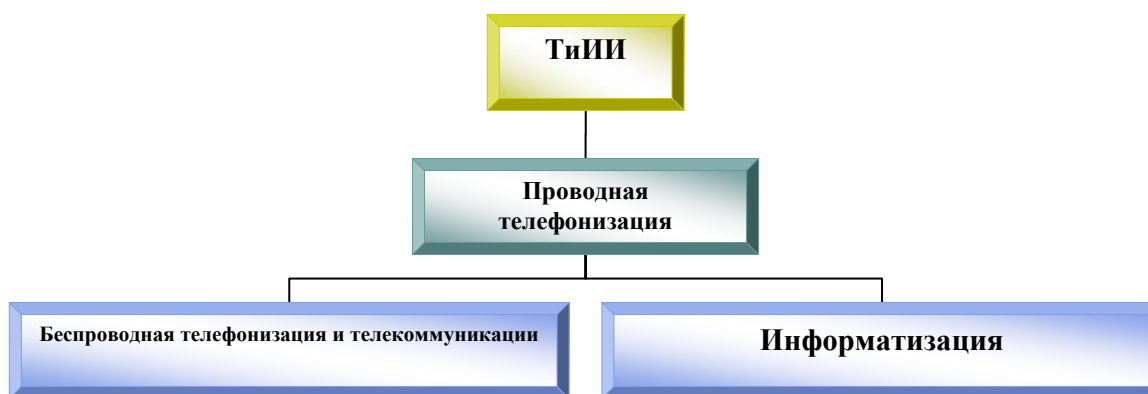 ТиИИ
Проводная
телефонизация
Беспроводная телефонизация и телекоммуникации
Информатизация